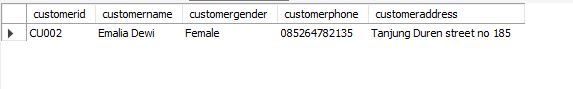 customerid customername customergender customerphone customeraddress
CU002 Emalia Dewi Female 085264782135 Tanjung Duren street no 185